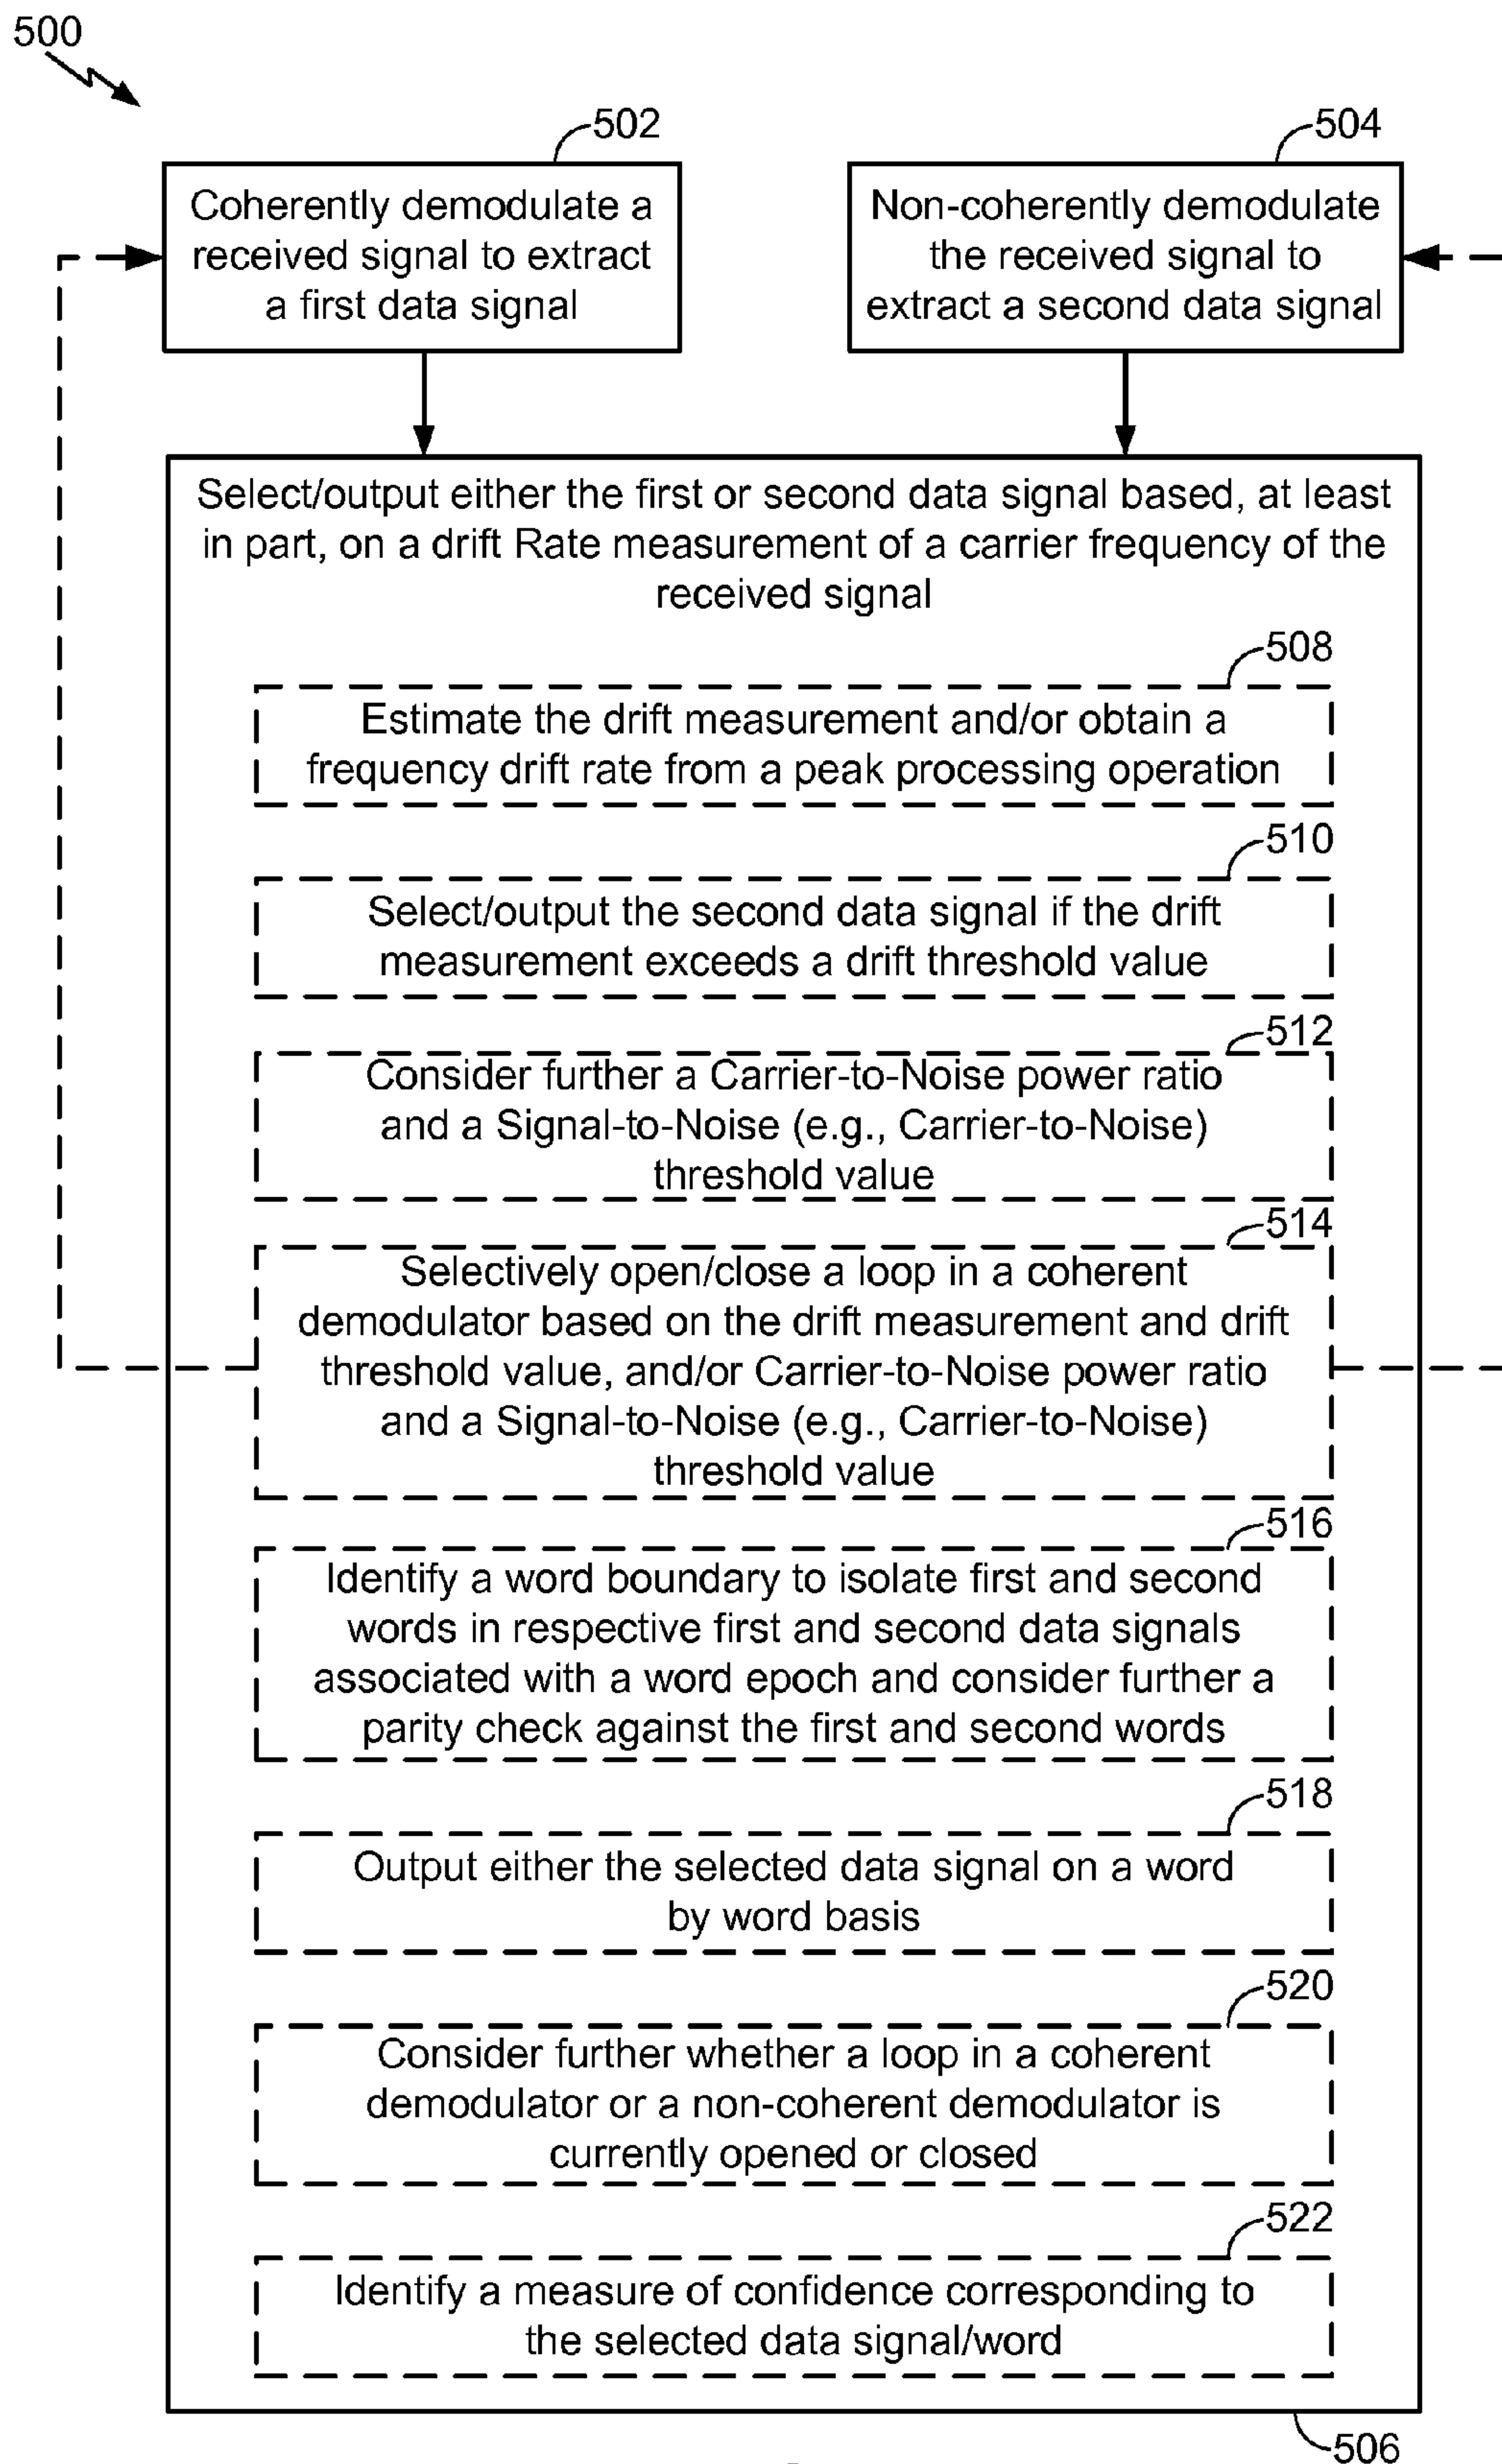 500
502
504
Coherently demodulate a
received signal to extract
a first data signal
Non-coherently demodulate
the received signal to
extract a second data signal
Select/output either the first or second data signal based, at least
in part, on a drift Rate measurement of a carrier frequency of the
received signal
508
Estimate the drift measurement and/or obtain a
frequency drift rate from a peak processing operation
510
Select/output the second data signal if the drift
measurement exceeds a drift threshold value
512
Consider further a Carrier-to-Noise power ratio
and a Signal-to-Noise (e.g., Carrier-to-Noise)
threshold value
514
Selectively open/close a loop in a coherent
demodulator based on the drift measurement and drift
threshold value, and/or Carrier-to-Noise power ratio
and a Signal-to-Noise (e.g., Carrier-to-Noise)
threshold value
516
Identify a word boundary to isolate first and second
words in respective first and second data signals
associated with a word epoch and consider further a
parity check against the first and second words
518
Output either the selected data signal on a word
by word basis
520
Consider further whether a loop in a coherent
demodulator or a non-coherent demodulator is
currently opened or closed
522
Identify a measure of confidence corresponding to
the selected data signal/word
506